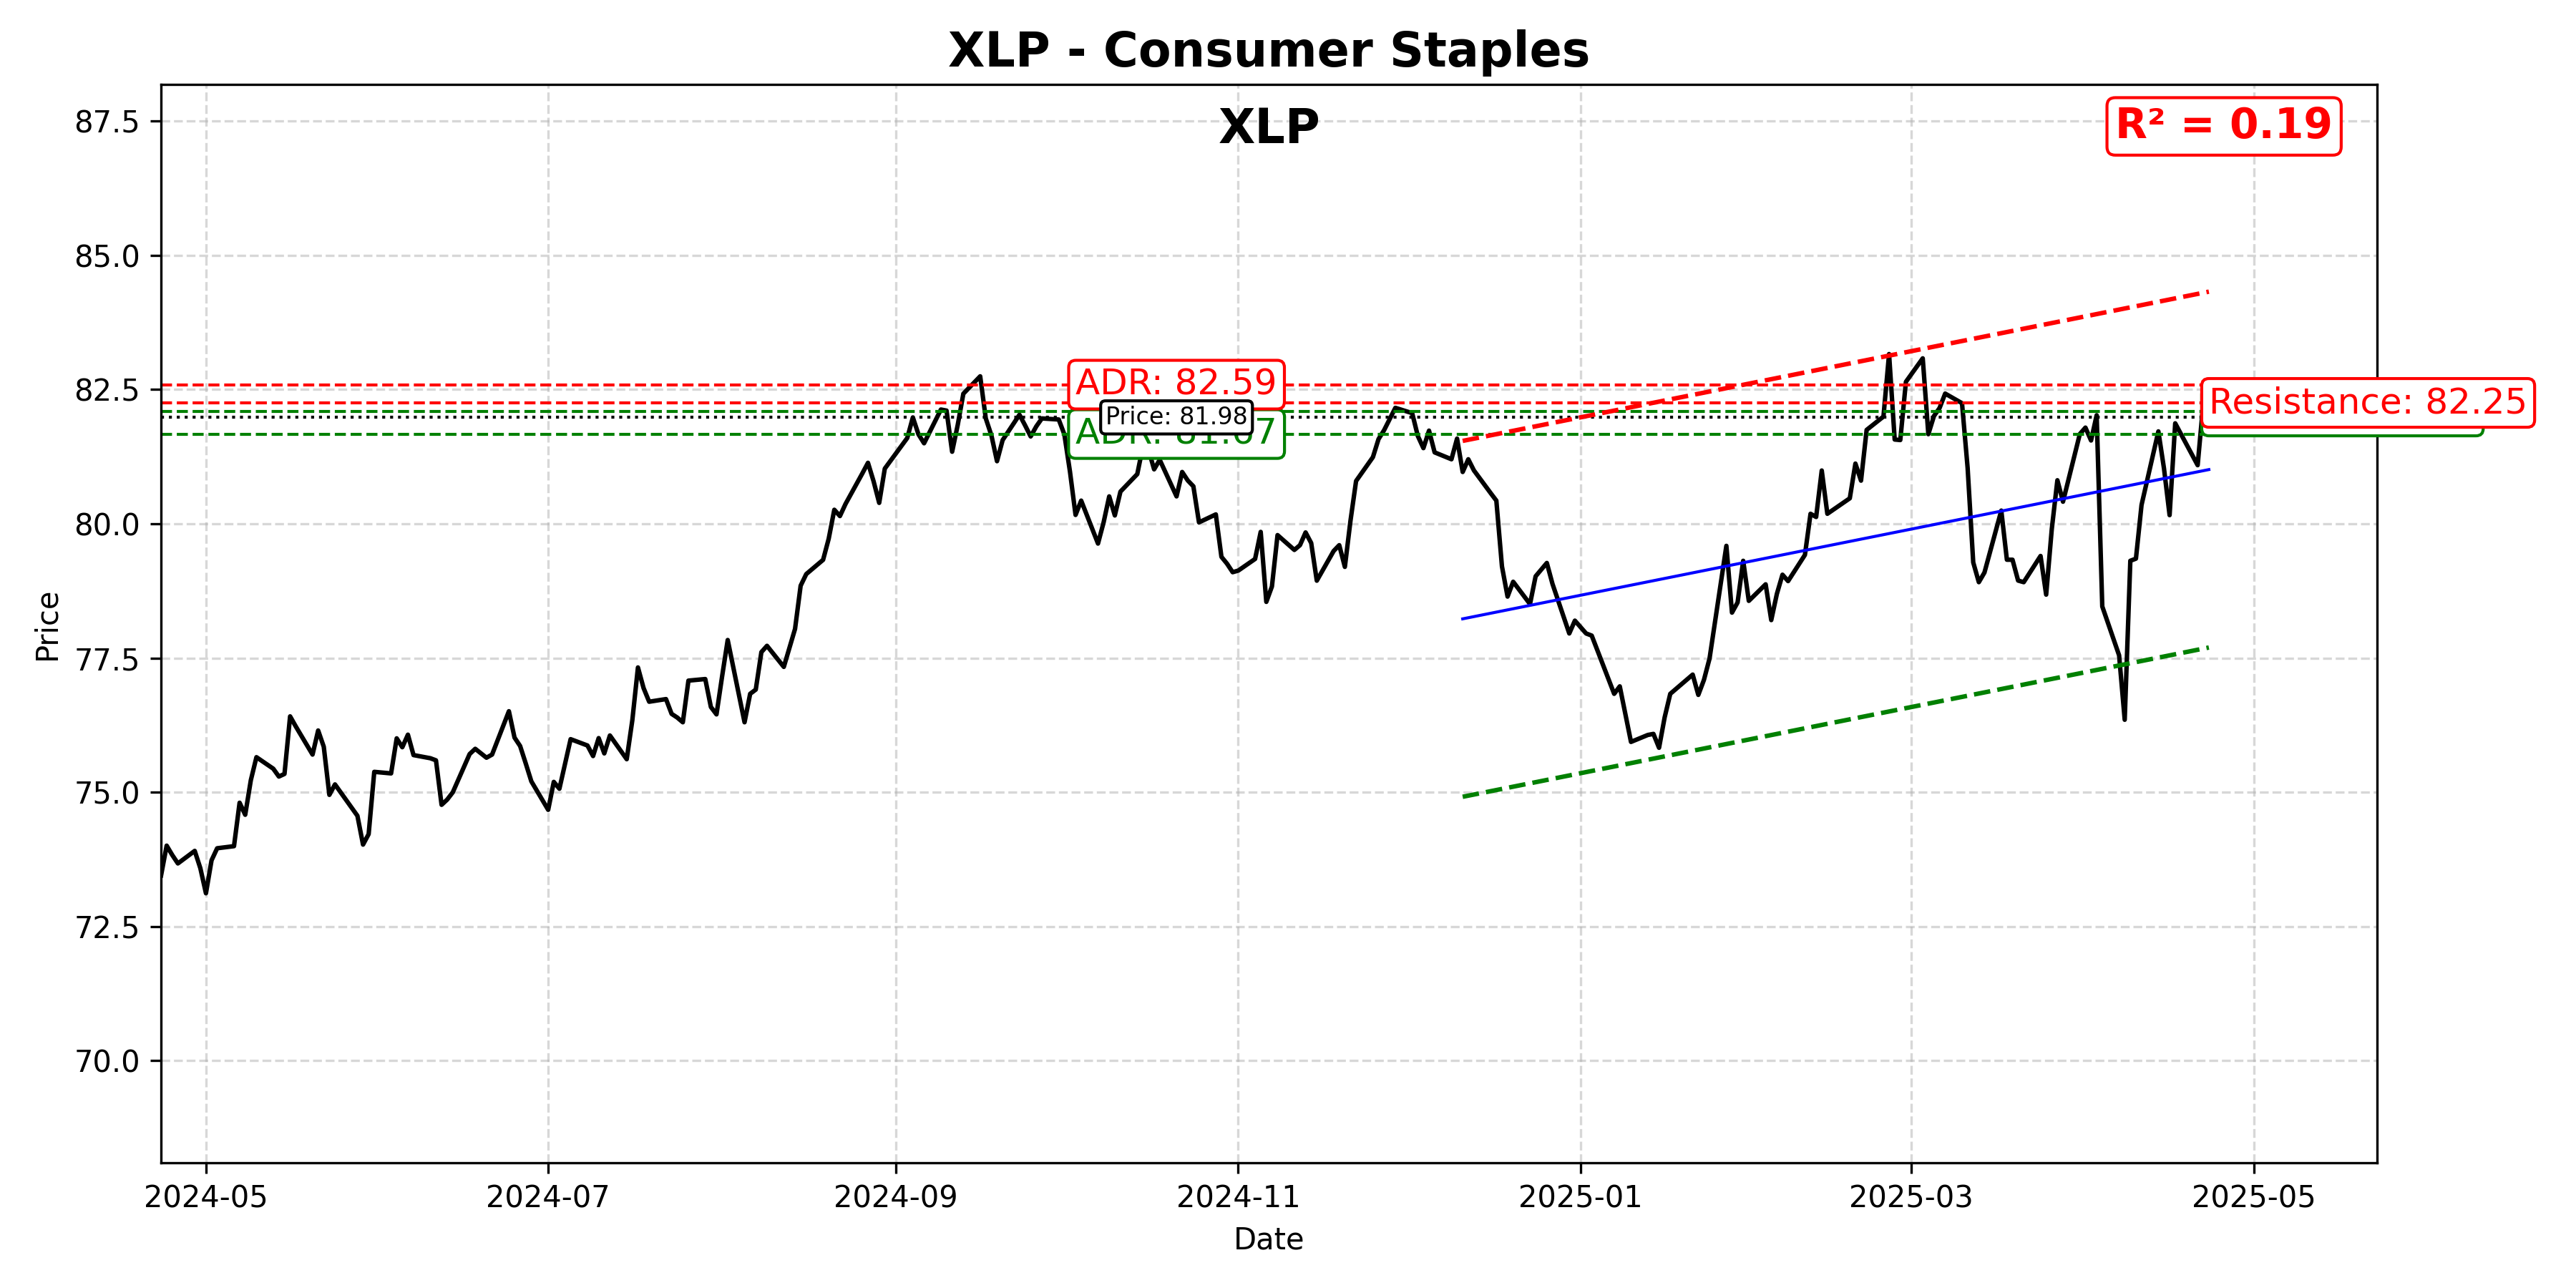 XLP - Consumer Staples
XLP
R² = 0.19
87.5
85.0
82.5
80.0
77.5
75.0
72.5
70.0
Price
ADR: 82.59
Price: 81.98
Resistance: 82.25
2024-05
2024-07
2024-09
2024-11
2025-01
2025-03
2025-05
Date